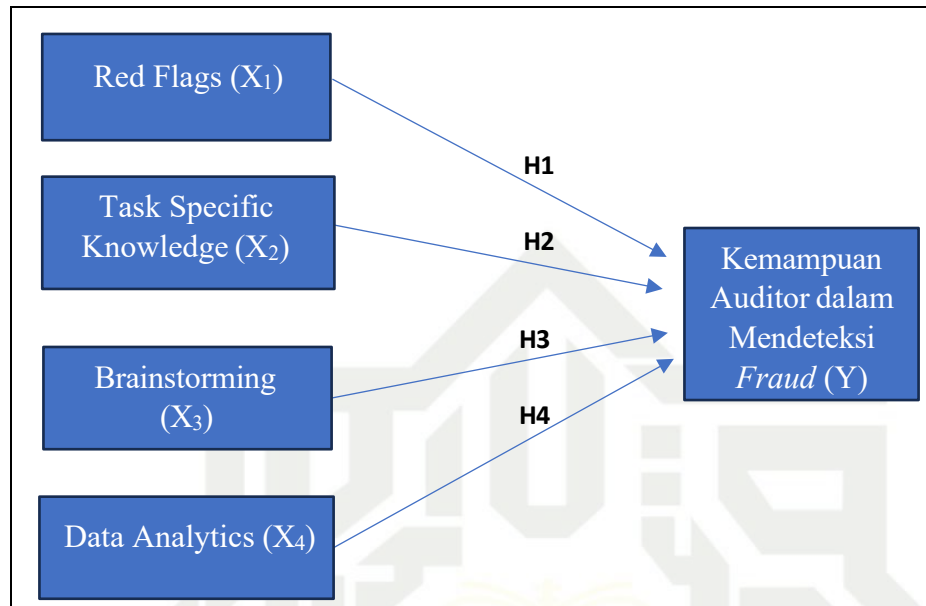 Red Flags (X₁)
H1
Task Specific
Knowledge (X₂)
H2
Kemampuan
Auditor dalam
Mendeteksi
Fraud (Y)
Brainstorming
(X₃)
H3
H4
Data Analytics (X₄)